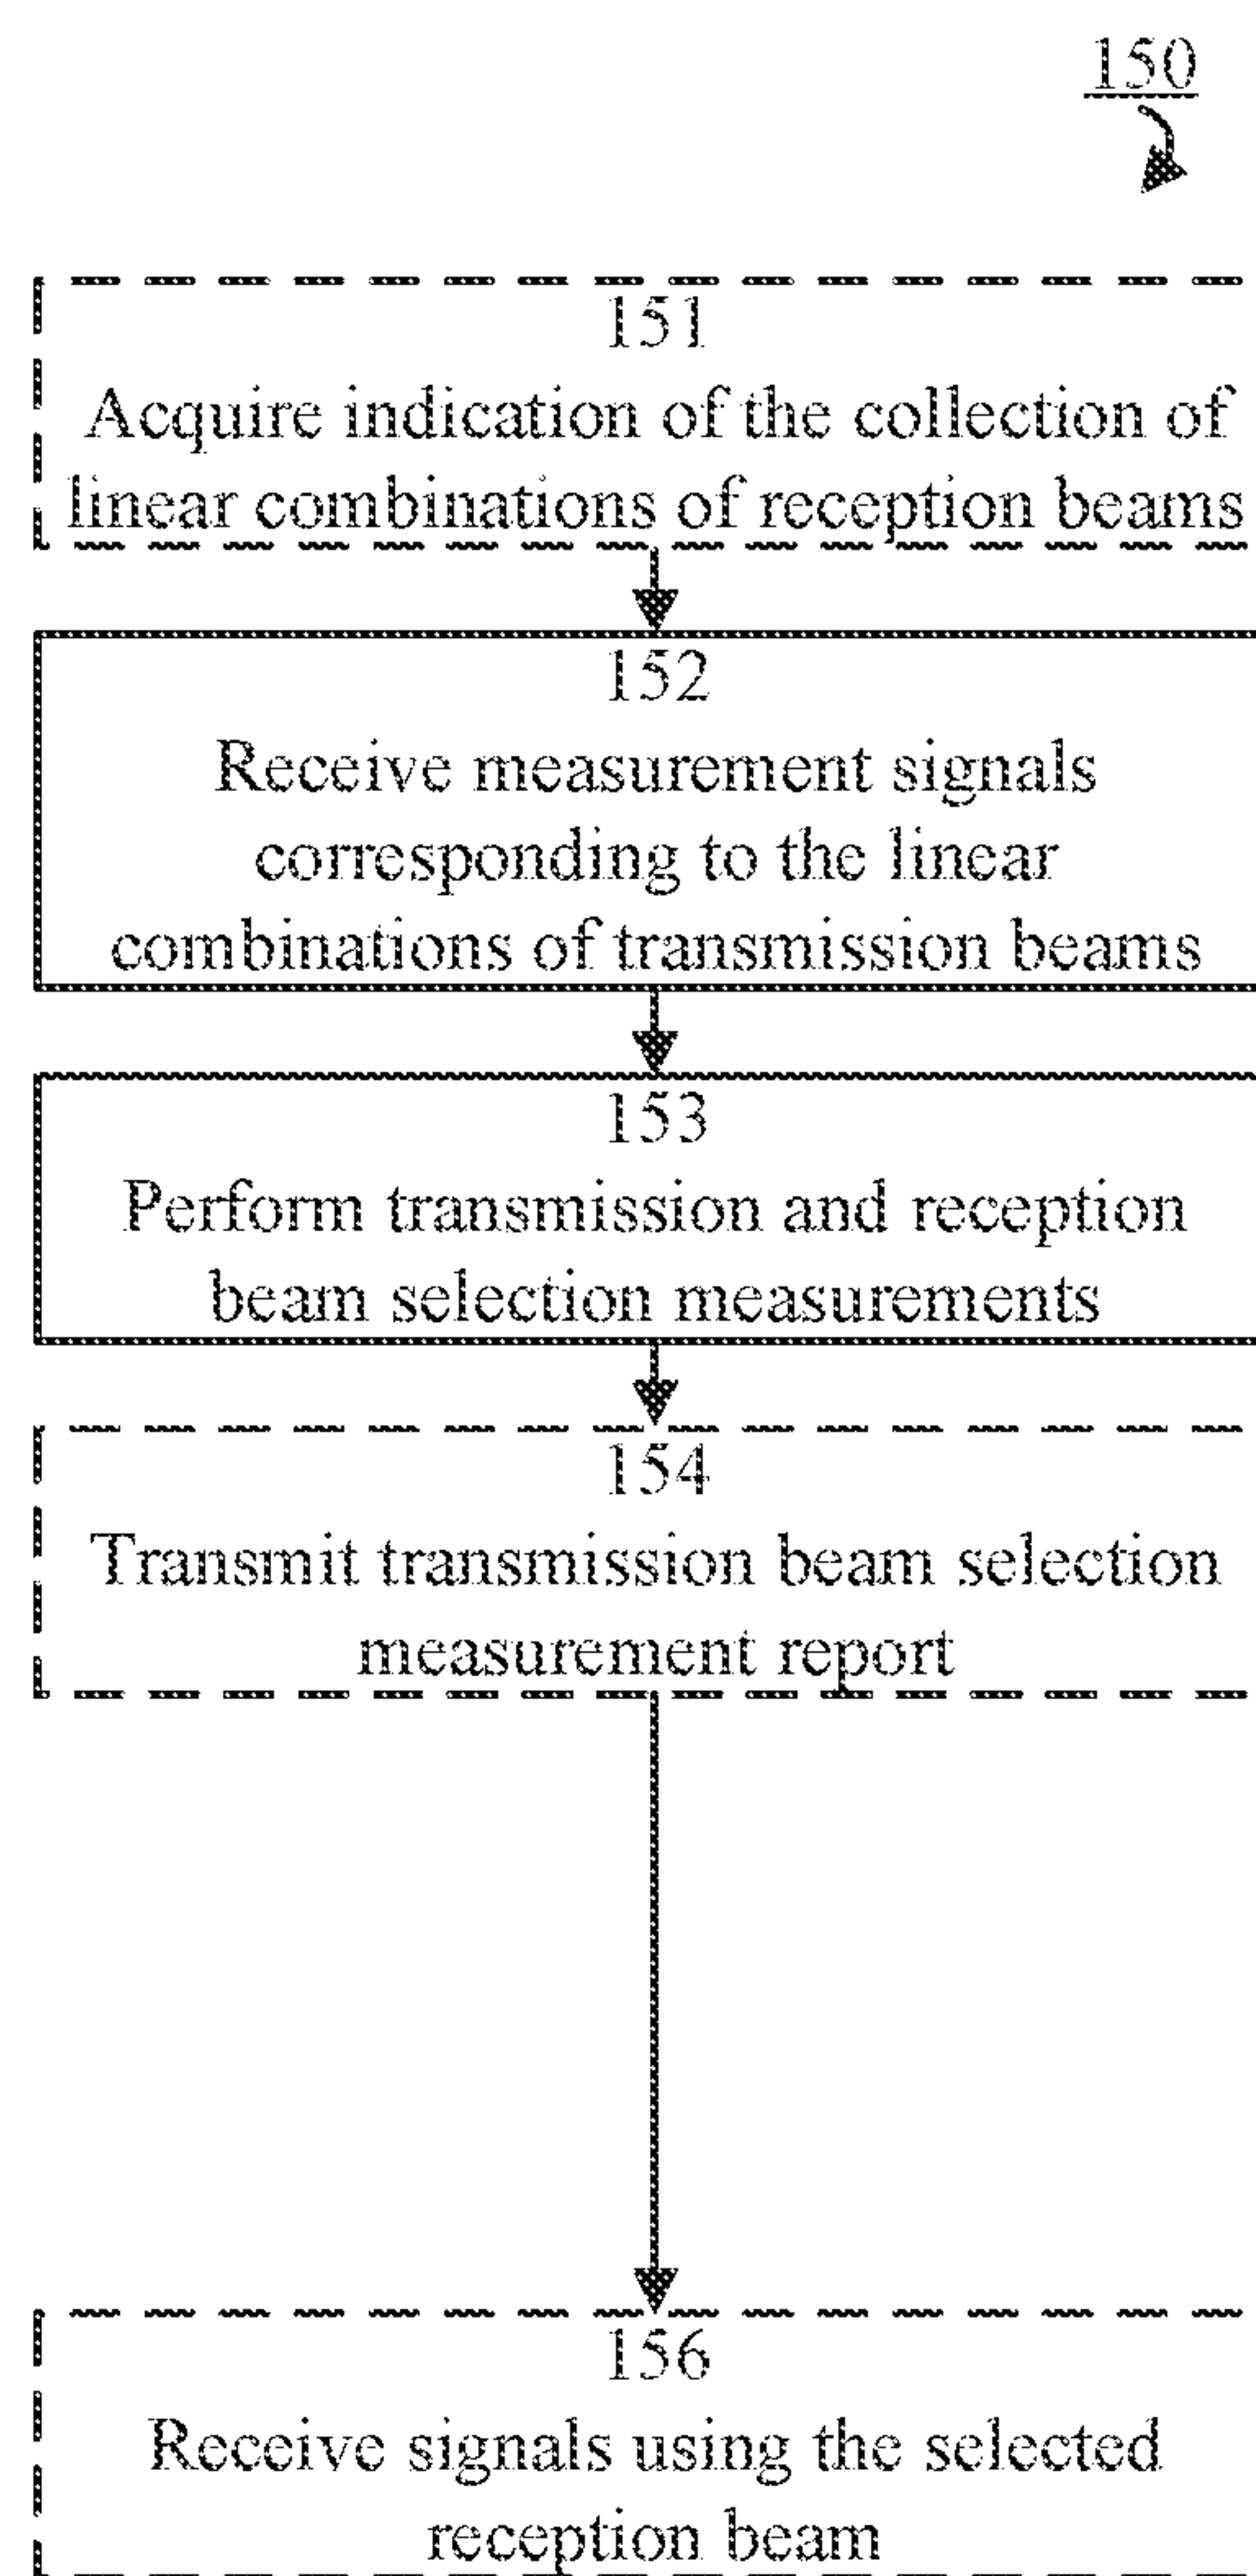 150
151
Acquire indication of the collection of
linear combinations of reception beams
152
Receive measurement signals
corresponding to the linear
combinations of transmission beams
153
Perform transmission and reception
beam selection measurements
154
Transmit transmission beam selection
measurement report
156
Receive signals using the selected
reception beam